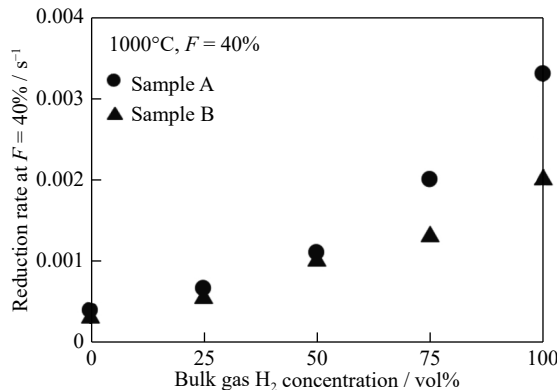 0.004
0.003
0.002
0.001
0
Reduction rate at F = 40% / s⁻¹
1000°C, F = 40%
Sample A
Sample B
0 25 50 75 100
Bulk gas H₂ concentration / vol%